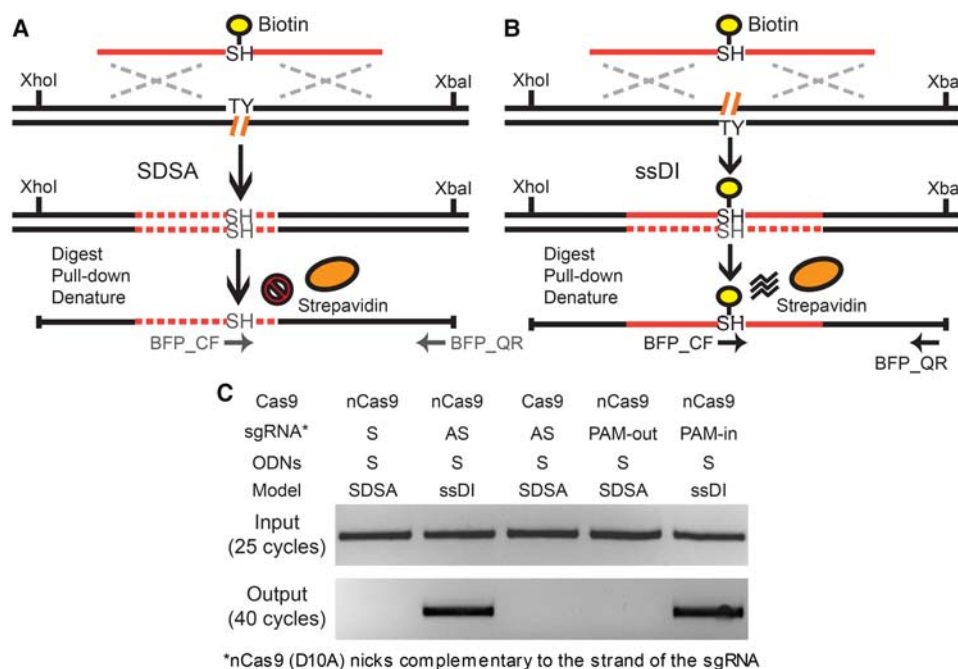 A
Biotin
SH
XhoI
XbaI
TY
SDSA
XhoI
XbaI
SH
SH
Digest
Pull-down
Denature
Strepavidin
SH
BFP_CF
BFP_QR
B
Biotin
SH
XhoI
Xba
TY
ssDI
XhoI
Xba
SH
SH
Digest
Pull-down
Denature
Strepavidin
SH
BFP_CF
BFP_QR
C
Cas9 nCas9 nCas9 Cas9 nCas9 nCas9
sgRNA* S AS AS PAM-out PAM-in
ODNs S S S S S
Model SDSA ssDI SDSA SDSA ssDI
Input
(25 cycles)
Output
(40 cycles)
*nCas9 (D10A) nicks complementary to the strand of the sgRNA